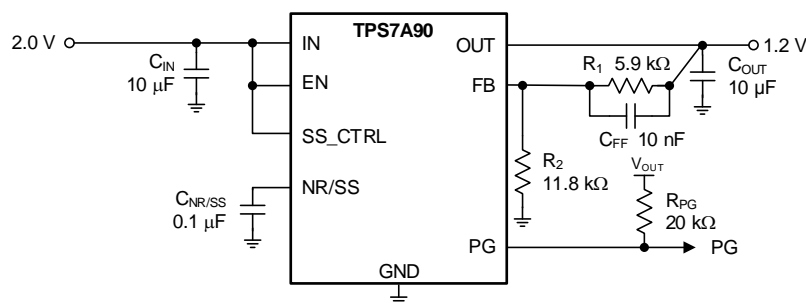 TPS7A90
2.0 V
IN
OUT
1.2 V
CIN
10 μF
R1 5.9 kΩ
COUT
10 μF
EN
FB
CFF 10 nF
SS_CTRL
R2
11.8 kΩ
VOUT
CNR/SS
0.1 μF
NR/SS
RPG
20 kΩ
PG
PG
GND